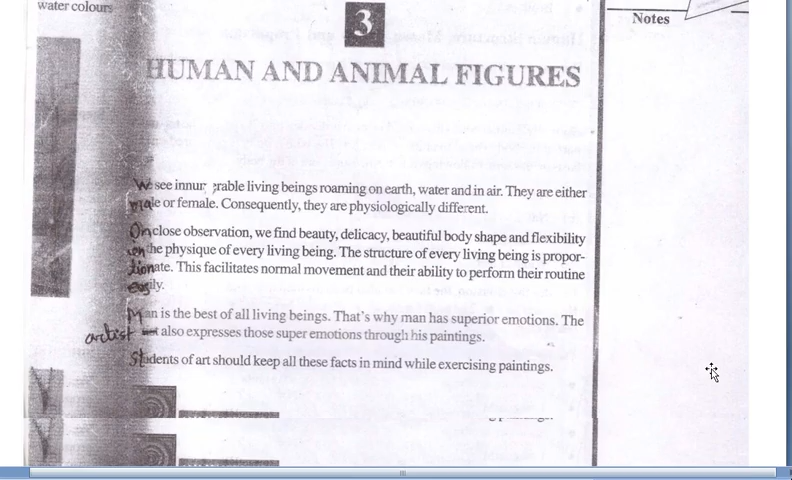 water colours
3
Notes
HUMAN AND ANIMAL FIGURES
We see innumerable living beings roaming on earth, water and in air. They are either
male or female. Consequently, they are physiologically different.
On close observation, we find beauty, delicacy, beautiful body shape and flexibility
in the physique of every living being. The structure of every living being is propor-
tionate. This facilitates normal movement and their ability to perform their routine
easily.
Man is the best of all living beings. That's why man has superior emotions. The
artist also expresses those super emotions through his paintings.
Students of art should keep all these facts in mind while exercising paintings.